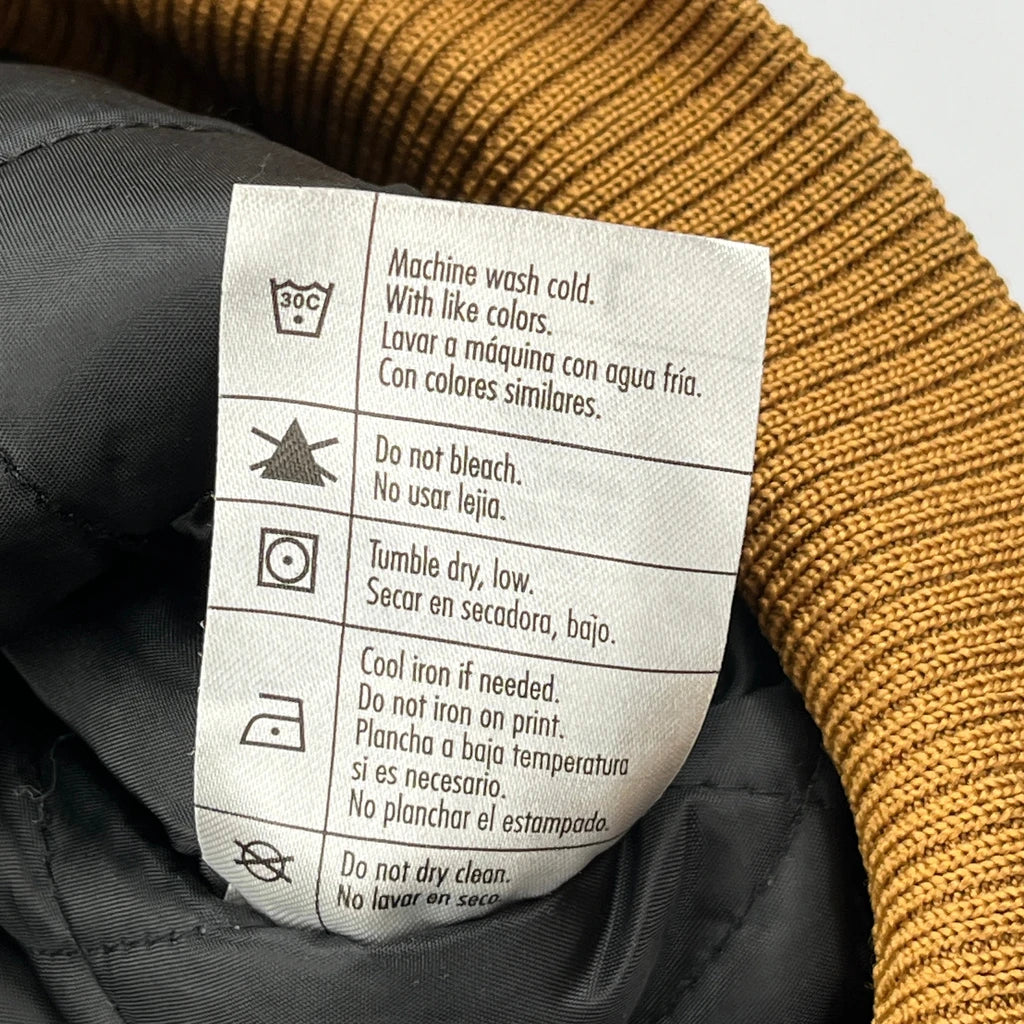 30C
Machine wash cold.
With like colors.
Lavar a máquina con agua fría.
Con colores similares.
Do not bleach.
No usar lejia.
Tumble dry, low.
Secar en secadora, bajo.
Cool iron if needed.
Do not iron on print.
Plancha a baja temperatura
si es necesario.
No planchar el estampado.
Do not dry clean.
No lavar en seco